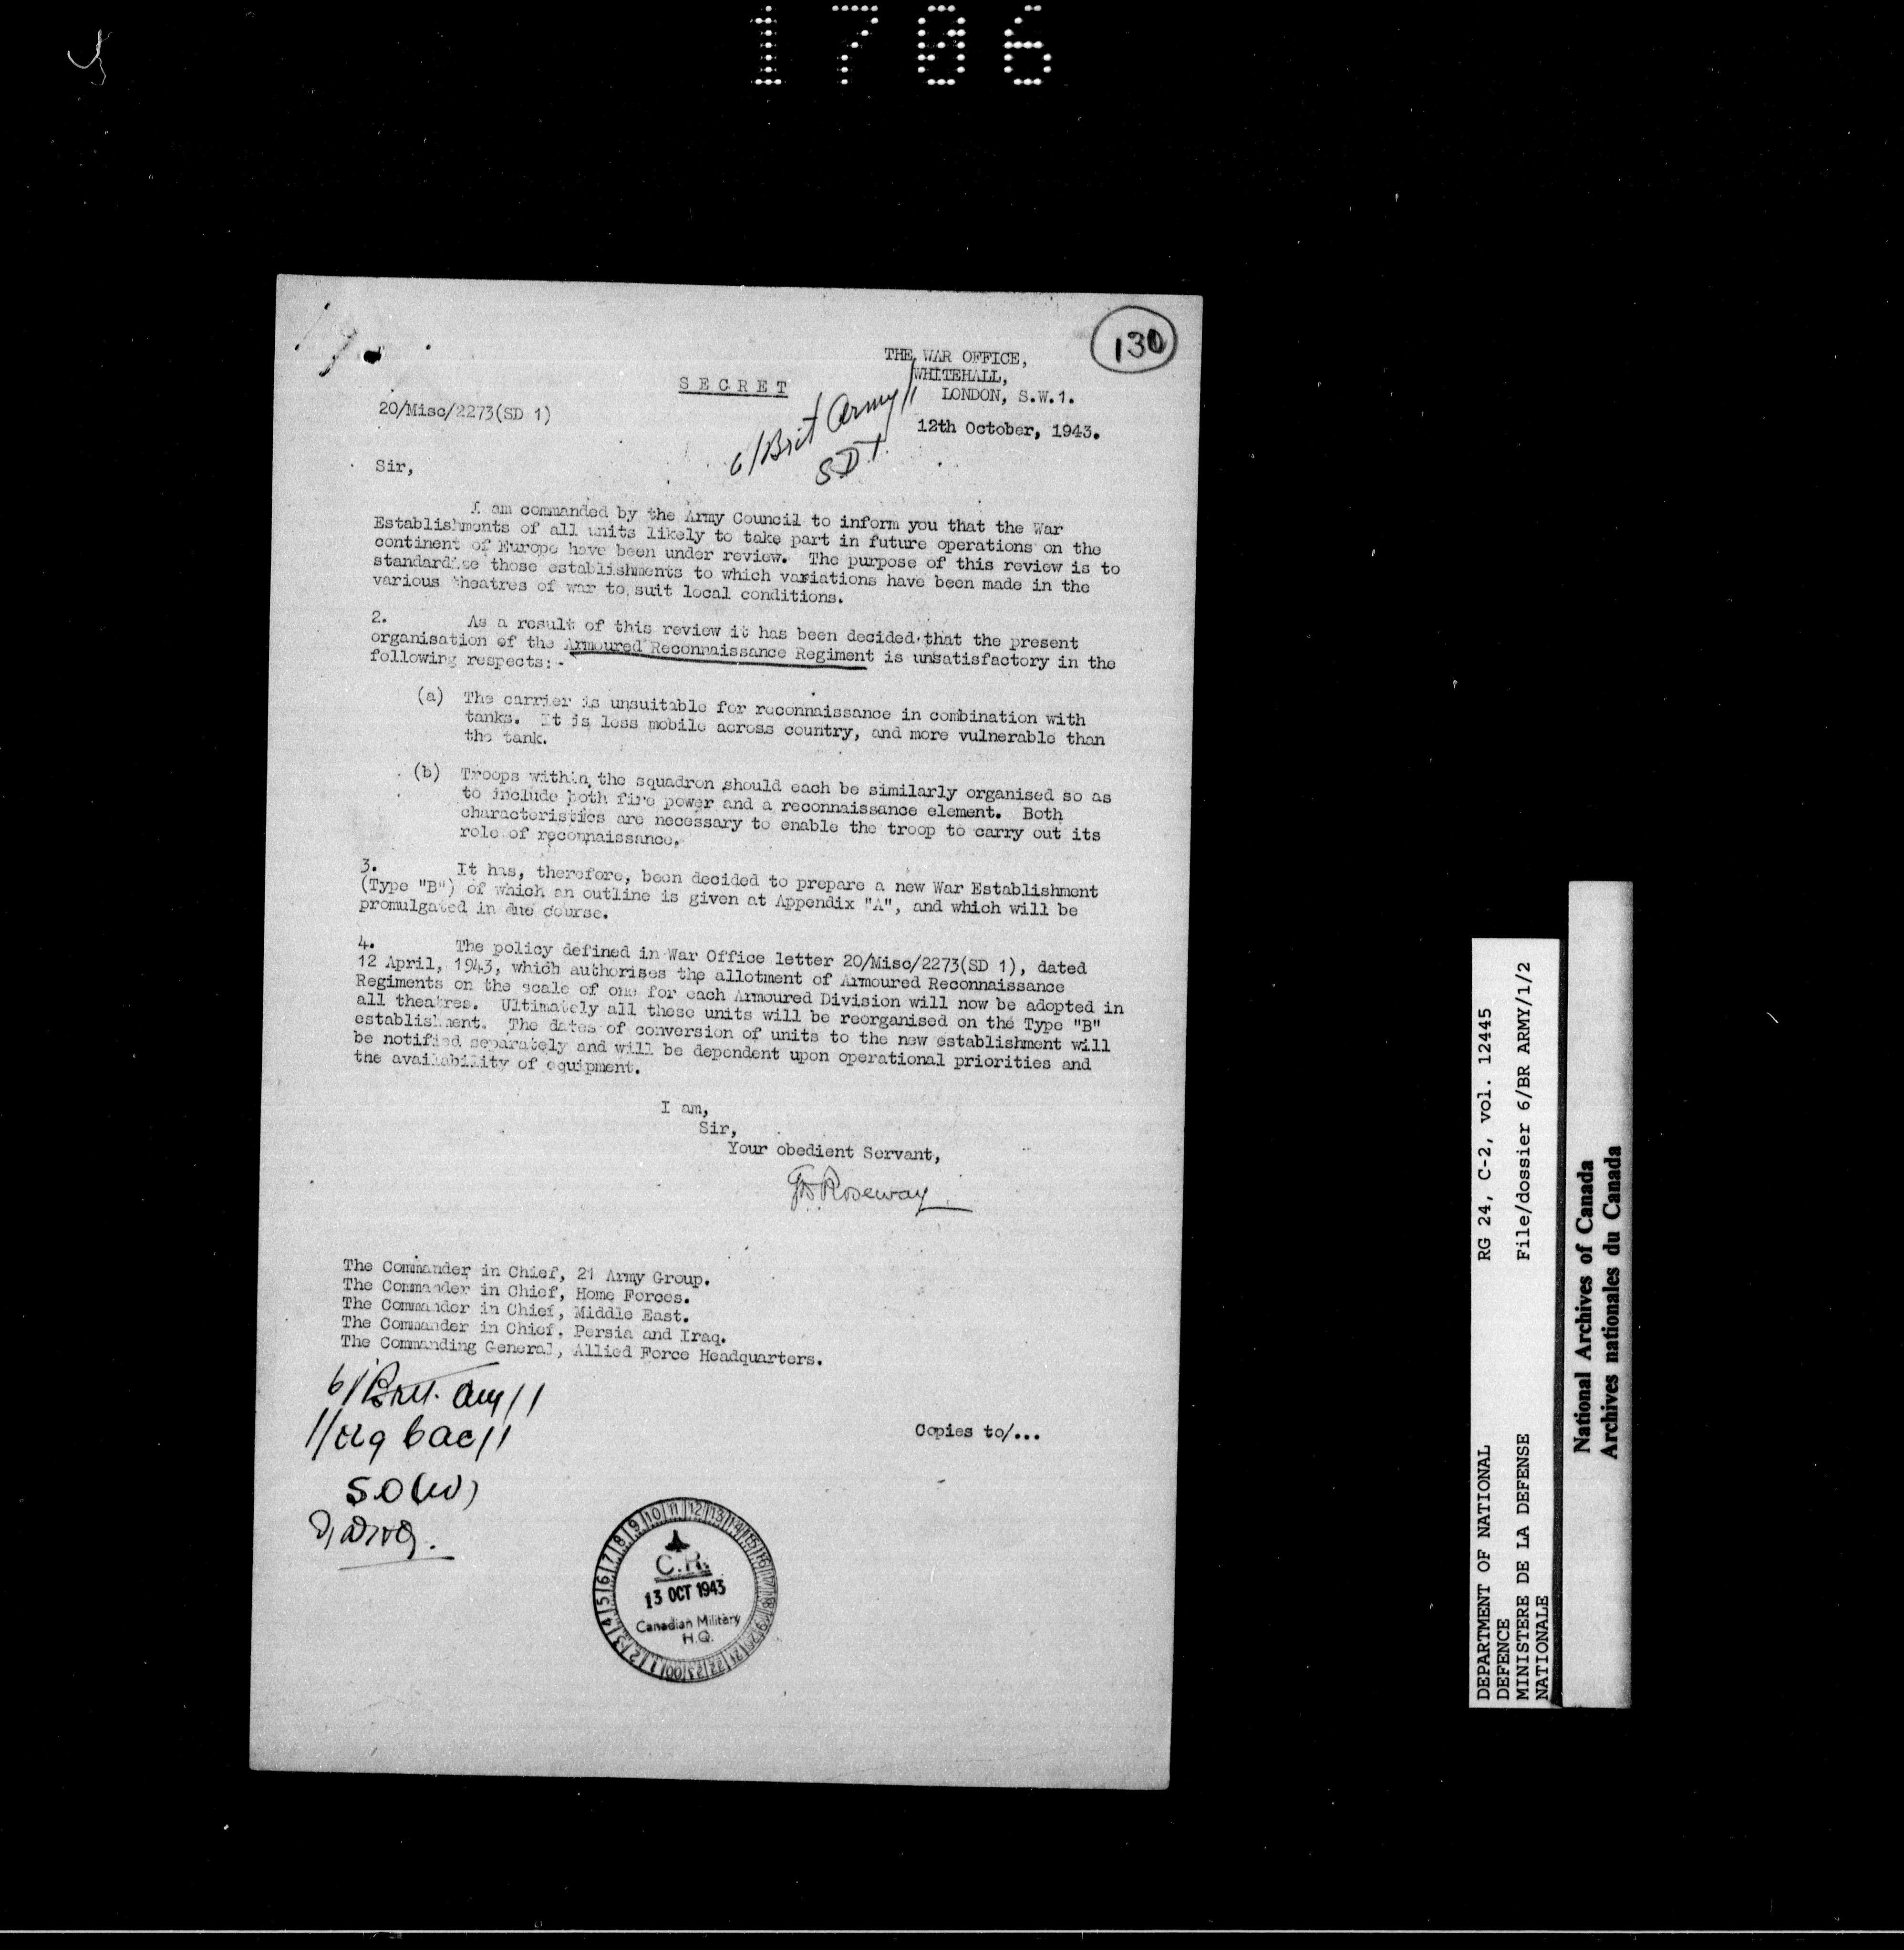 1706
130
THE WAR OFFICE,
WHITEHALL,
LONDON, S.W.1.
SECRET
20/Misc/2273(SD 1)
6/Brit Army/1
SD1
12th October, 1943.
Sir,
I am commanded by the Army Council to inform you that the War
Establishments of all units likely to take part in future operations on the
continent of Europe have been under review. The purpose of this review is to
standardise those establishments to which variations have been made in the
various theatres of war to suit local conditions.
2. As a result of this review it has been decided that the present
organisation of the Armoured Reconnaissance Regiment is unsatisfactory in the
following respects:-
(a) The carrier is unsuitable for reconnaissance in combination with
tanks. It is less mobile across country, and more vulnerable than
the tank.
(b) Troops within the squadron should each be similarly organised so as
to include both fire power and a reconnaissance element. Both
characteristics are necessary to enable the troop to carry out its
role of reconnaissance.
3. It has, therefore, been decided to prepare a new War Establishment
(Type "B") of which an outline is given at Appendix "A", and which will be
promulgated in due course.
4. The policy defined in War Office letter 20/Misc/2273(SD 1), dated
12 April, 1943, which authorises the allotment of Armoured Reconnaissance
Regiments on the scale of one for each Armoured Division will now be adopted in
all theatres. Ultimately all these units will be reorganised on the Type "B"
establishment. The dates of conversion of units to the new establishment will
be notified separately and will be dependent upon operational priorities and
the availability of equipment.
I am,
Sir,
Your obedient Servant,
Roseway
The Commander in Chief, 21 Army Group.
The Commander in Chief, Home Forces.
The Commander in Chief, Middle East.
The Commander in Chief, Persia and Iraq.
The Commanding General, Allied Force Headquarters.
Copies to/...
C.R.
13 OCT 1943
Canadian Military
H.Q.
DEPARTMENT OF NATIONAL RG 24, C-2, vol. 12445
DEFENCE
MINISTERE DE LA DEFENSE File/dossier 6/BR ARMY/1/2
NATIONALE
National Archives of Canada
Archives nationales du Canada